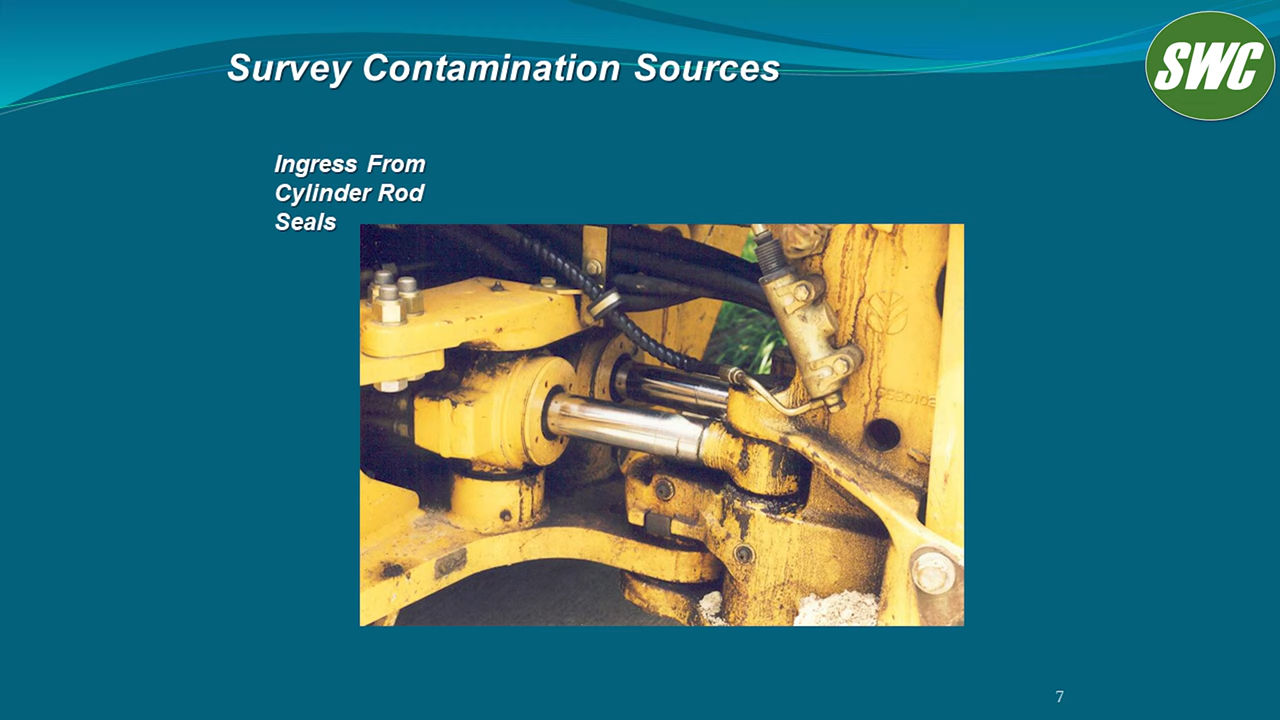 Survey Contamination Sources
SWC
Ingress From
Cylinder Rod
Seals
7